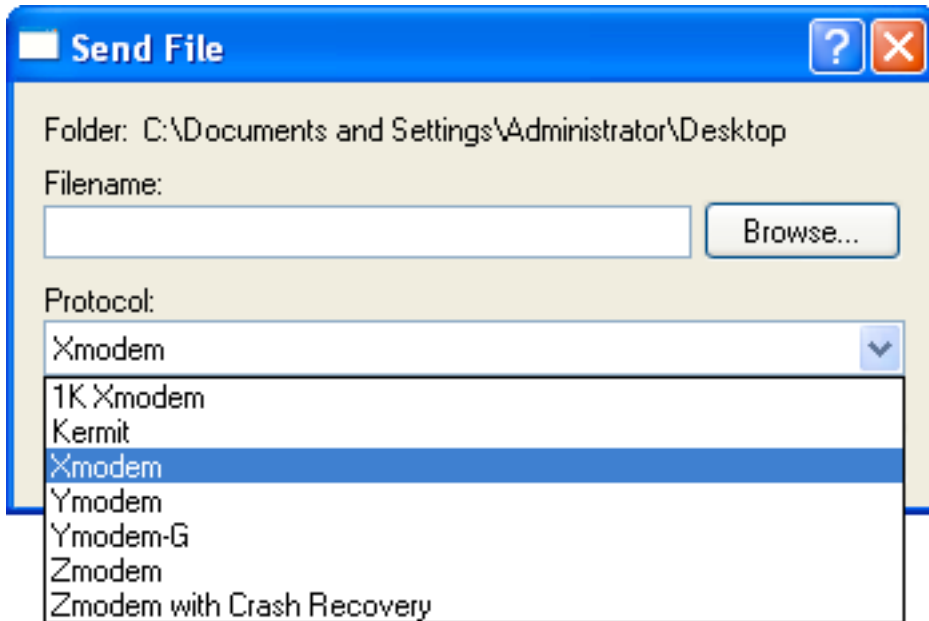 Send File
Folder: C:\Documents and Settings\Administrator\Desktop
Filename:
Browse...
Protocol:
Xmodem
1K Xmodem
Kermit
Xmodem
Ymodem
Ymodem-G
Zmodem
Zmodem with Crash Recovery